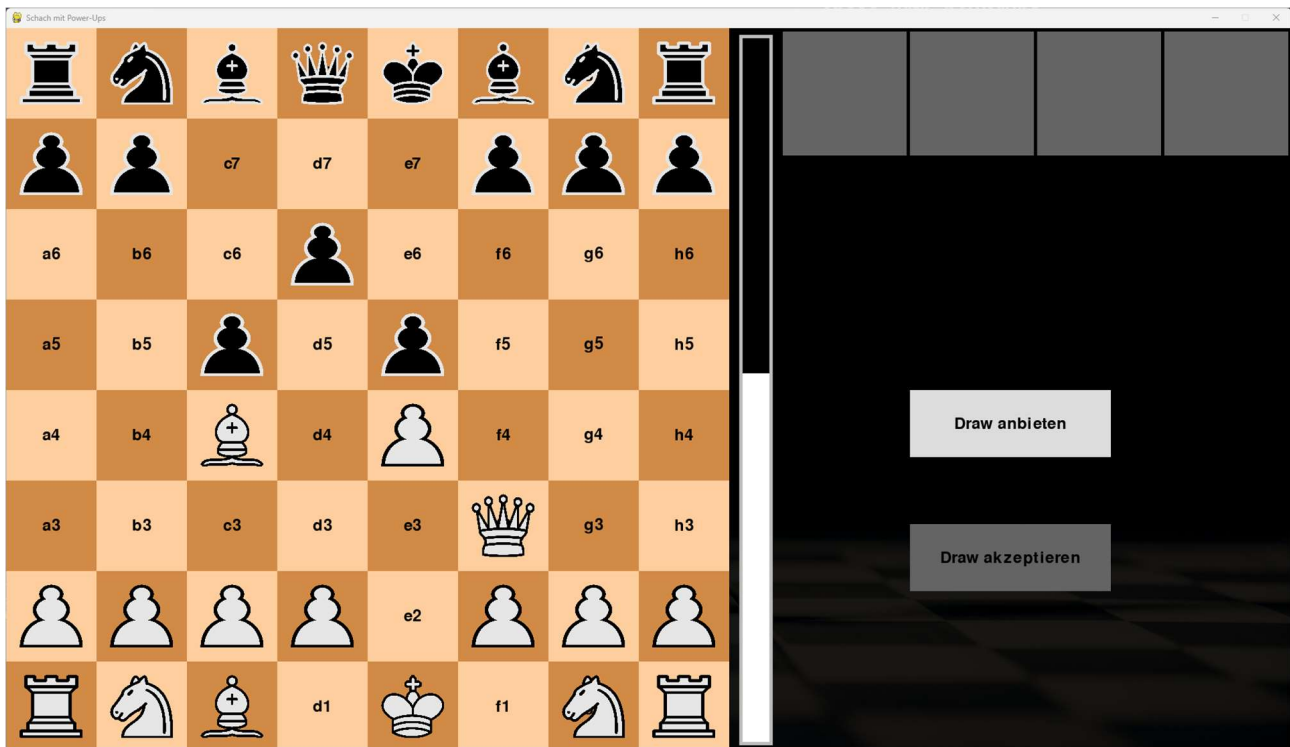 Schach mit Power-Ups
c7 d7 e7
a6 b6 c6 e6 f6 g6 h6
a5 b5 d5 f5 g5 h5
a4 b4 d4 f4 g4 h4
Draw anbieten
a3 b3 c3 d3 e3 g3 h3
Draw akzeptieren
e2
d1 f1